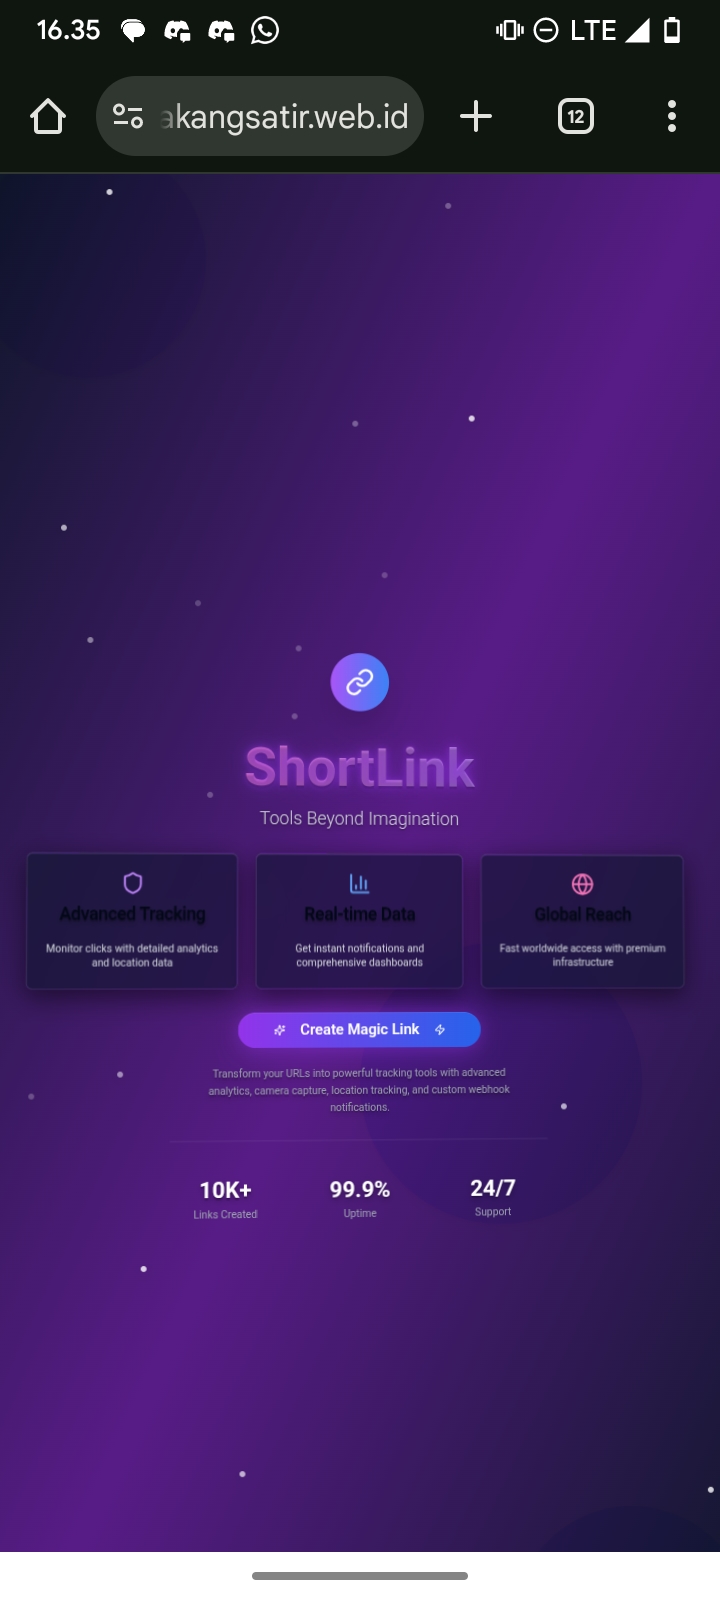 16.35
LTE
akangsatir.web.id
12
ShortLink
Tools Beyond Imagination
Advanced Tracking
Monitor clicks with detailed analytics
and location data
Real-time Data
Get instant notifications and
comprehensive dashboards
Global Reach
Fast worldwide access with premium
infrastructure
Create Magic Link
Transform your URLs into powerful tracking tools with advanced
analytics, camera capture, location tracking, and custom webhook
notifications.
10K+
Links Created
99.9%
Uptime
24/7
Support